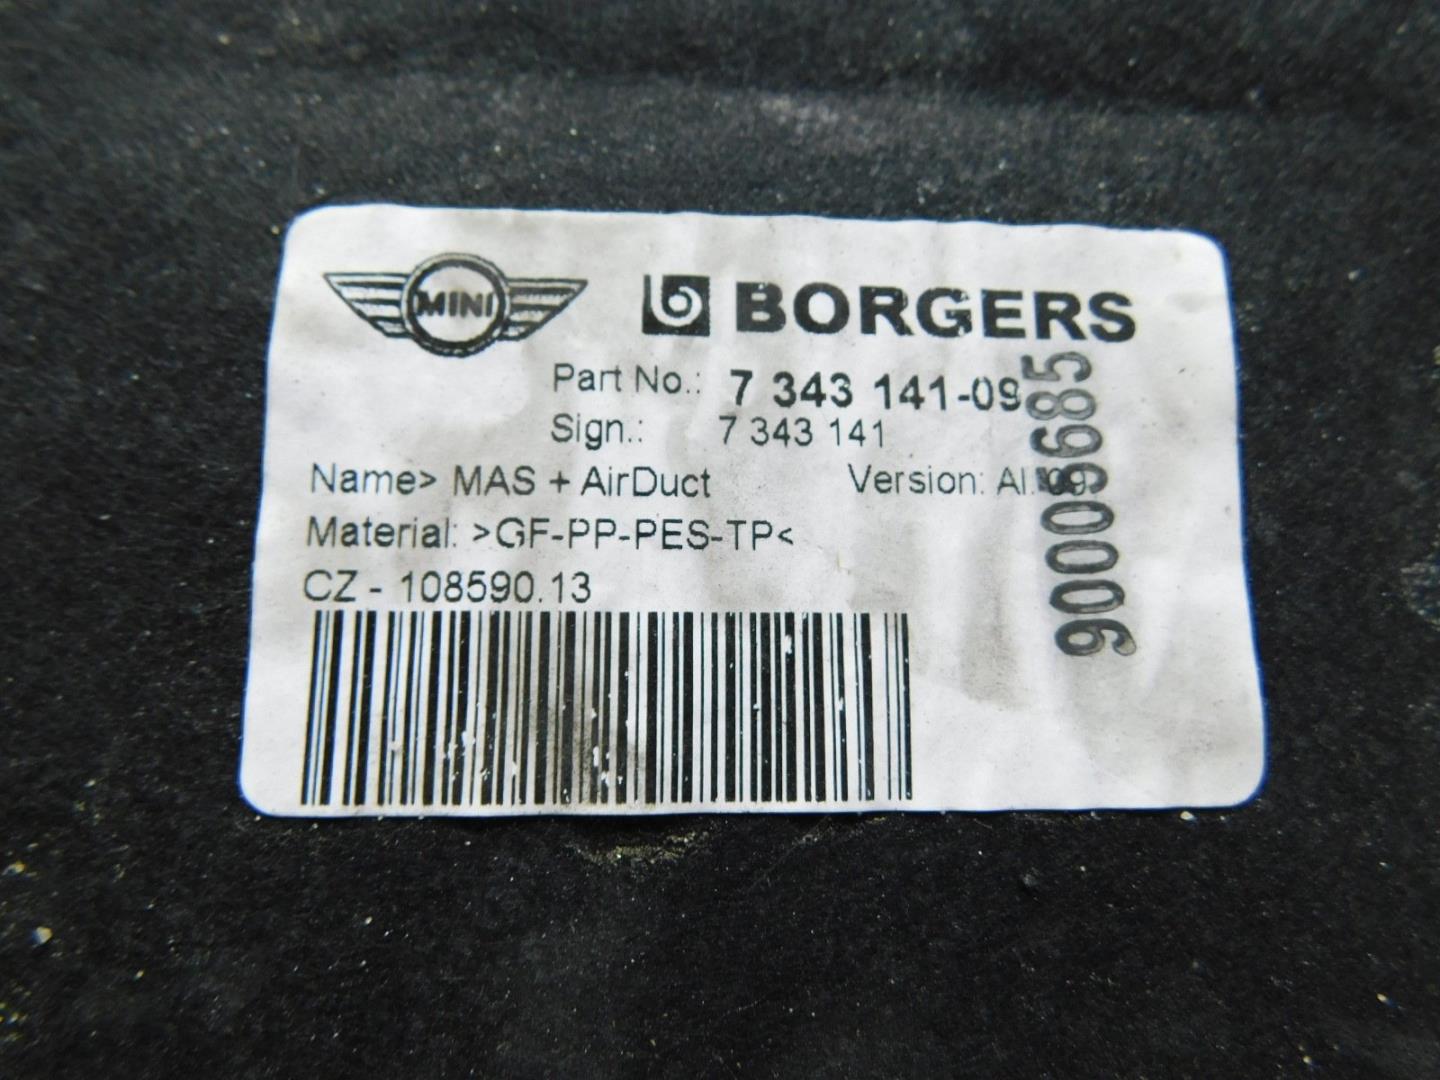 MINI
BORGERS
Part No.: 7 343 141-09
Sign.: 7 343 141
Name> MAS + AirDuct Version: AI. 09
Material: >GF-PP-PES-TP<
CZ - 108590.13
90005685